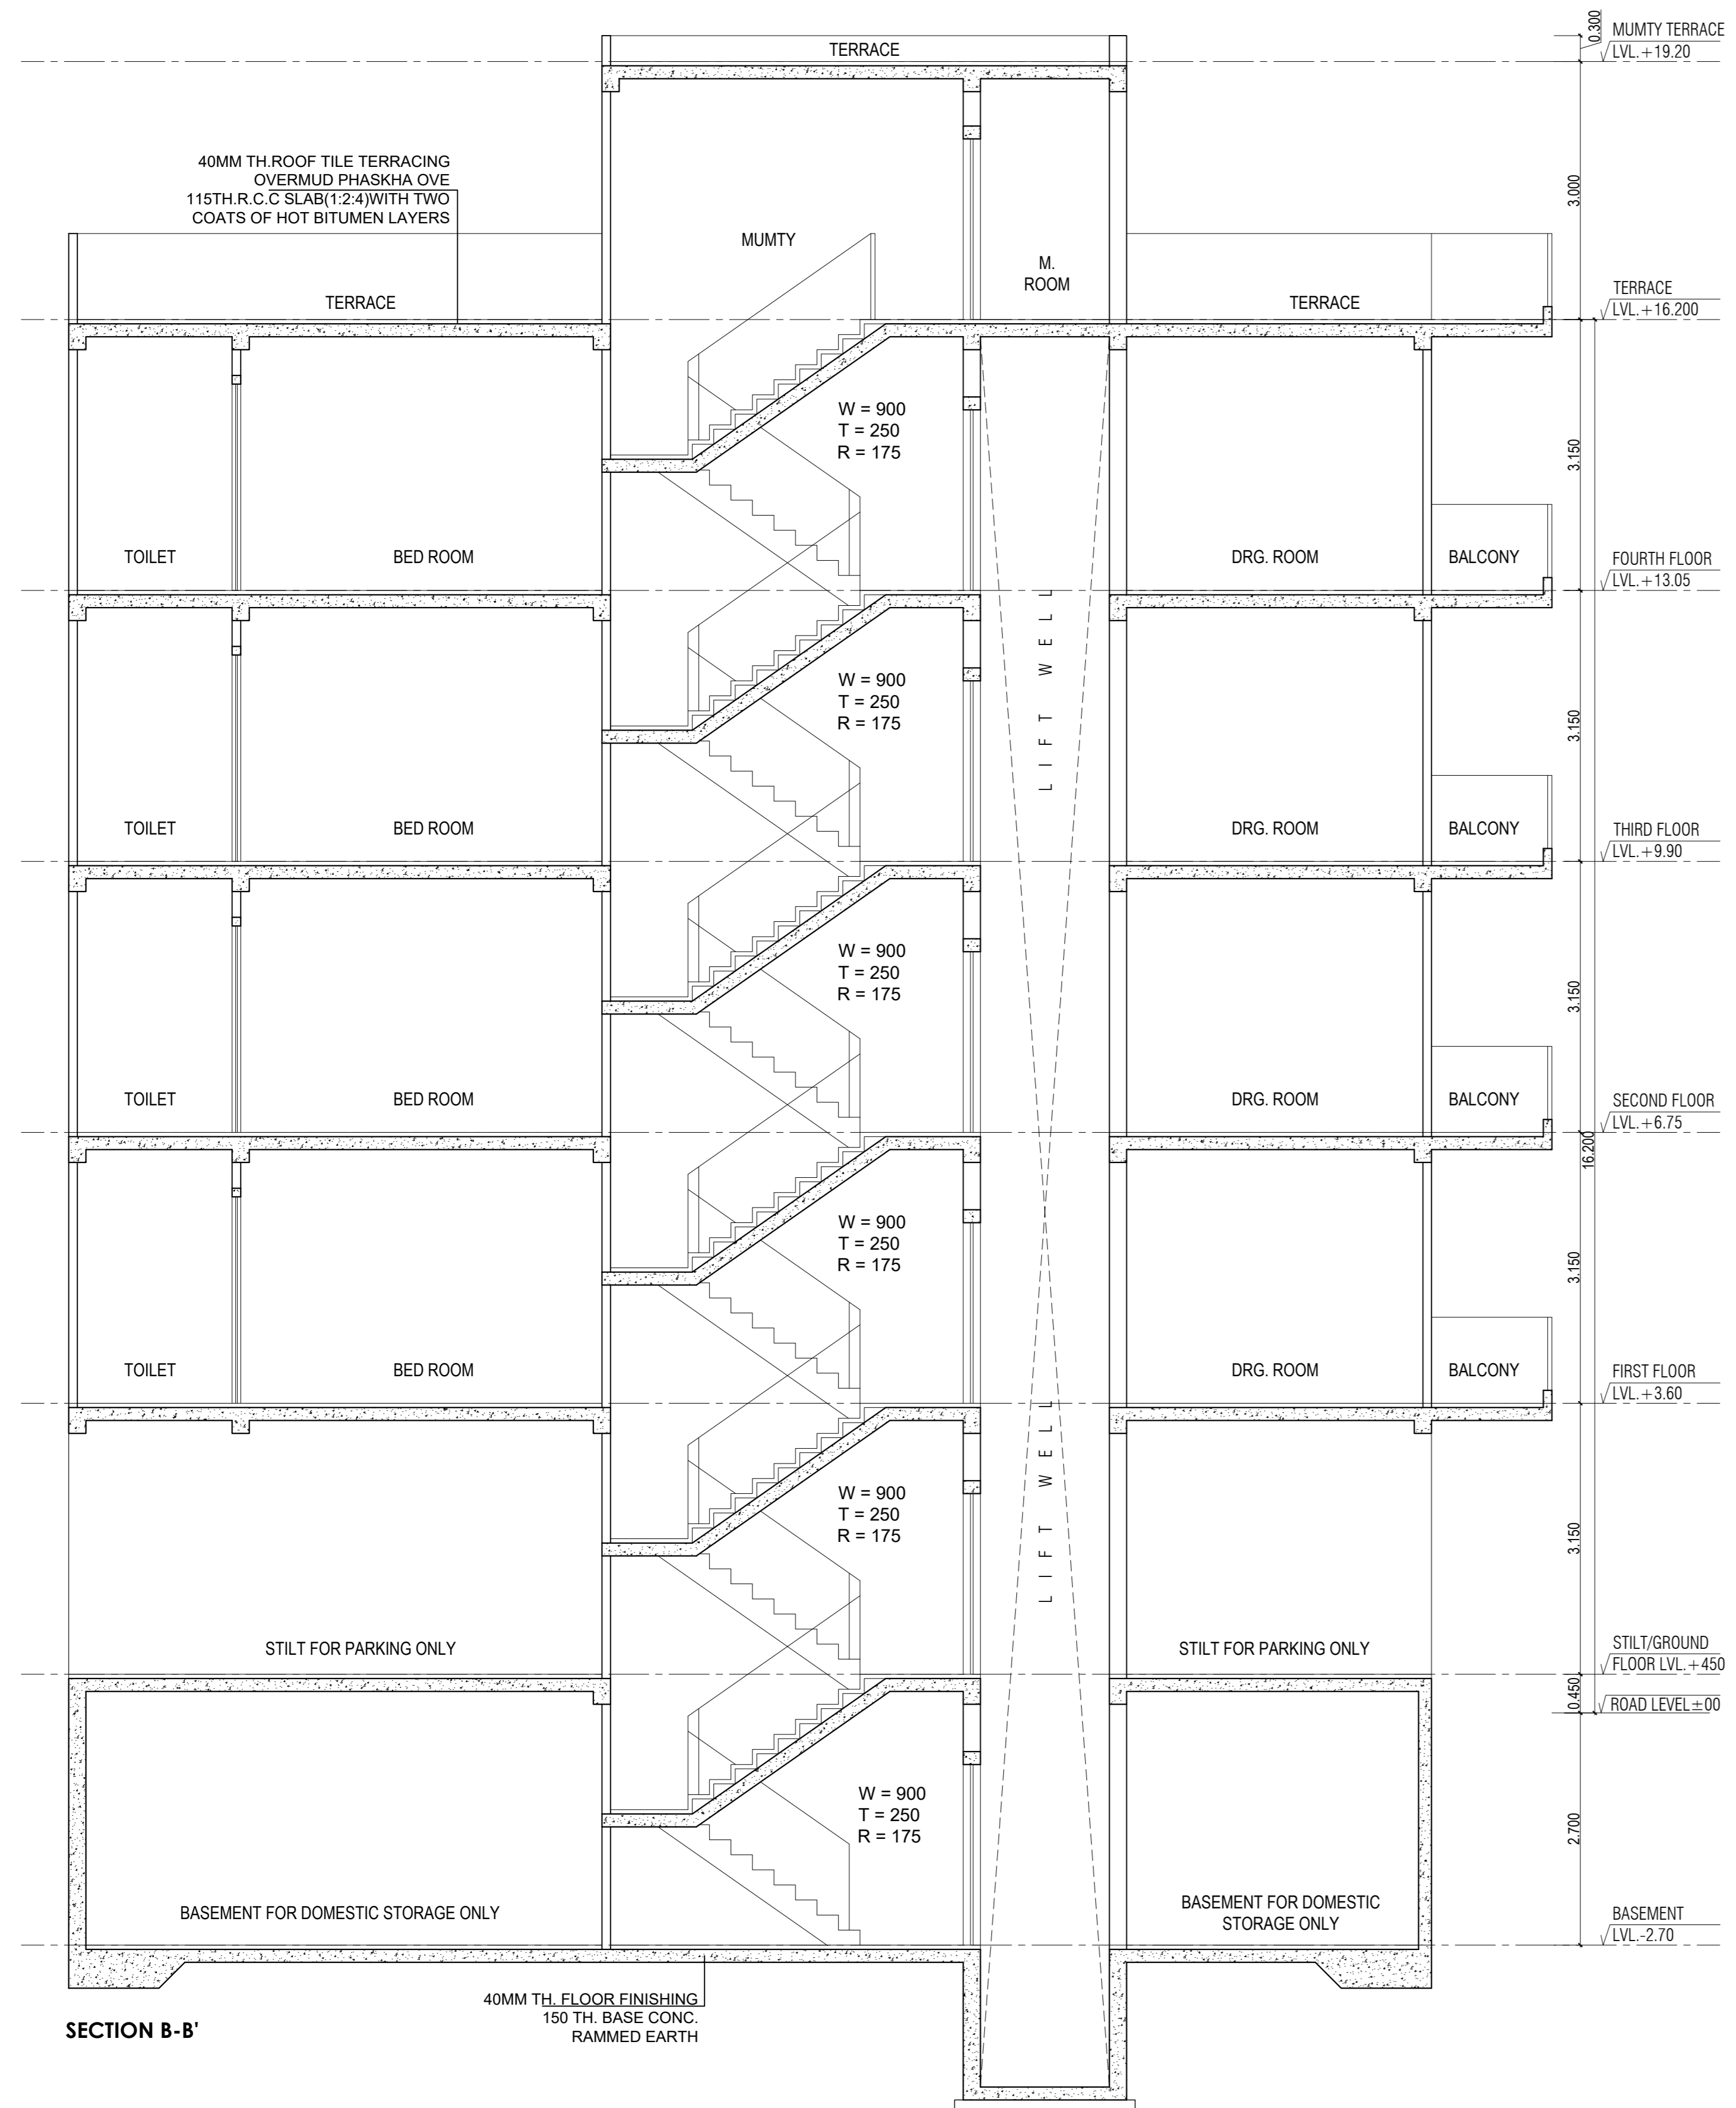 0.300
MUMTY TERRACE
LVL.+19.20
TERRACE
40MM TH.ROOF TILE TERRACING
OVERMUD PHASKHA OVE
115TH.R.C.C SLAB(1:2:4)WITH TWO
COATS OF HOT BITUMEN LAYERS
3.000
MUMTY
M.
ROOM
TERRACE
TERRACE
TERRACE
LVL.+16.200
W = 900
T = 250
R = 175
3.150
TOILET
BED ROOM
DRG. ROOM
BALCONY
FOURTH FLOOR
LVL.+13.05
LIFT WELL
W = 900
T = 250
R = 175
3.150
TOILET
BED ROOM
DRG. ROOM
BALCONY
THIRD FLOOR
LVL.+9.90
W = 900
T = 250
R = 175
3.150
TOILET
BED ROOM
DRG. ROOM
BALCONY
SECOND FLOOR
LVL.+6.75
16.200
W = 900
T = 250
R = 175
3.150
TOILET
BED ROOM
DRG. ROOM
BALCONY
FIRST FLOOR
LVL.+3.60
LIFT WELL
W = 900
T = 250
R = 175
3.150
STILT FOR PARKING ONLY
STILT FOR PARKING ONLY
STILT/GROUND
FLOOR LVL.+450
0.450
ROAD LEVEL±00
W = 900
T = 250
R = 175
2.700
BASEMENT FOR DOMESTIC STORAGE ONLY
BASEMENT FOR DOMESTIC
STORAGE ONLY
BASEMENT
LVL.-2.70
40MM TH. FLOOR FINISHING
150 TH. BASE CONC.
RAMMED EARTH
SECTION B-B'